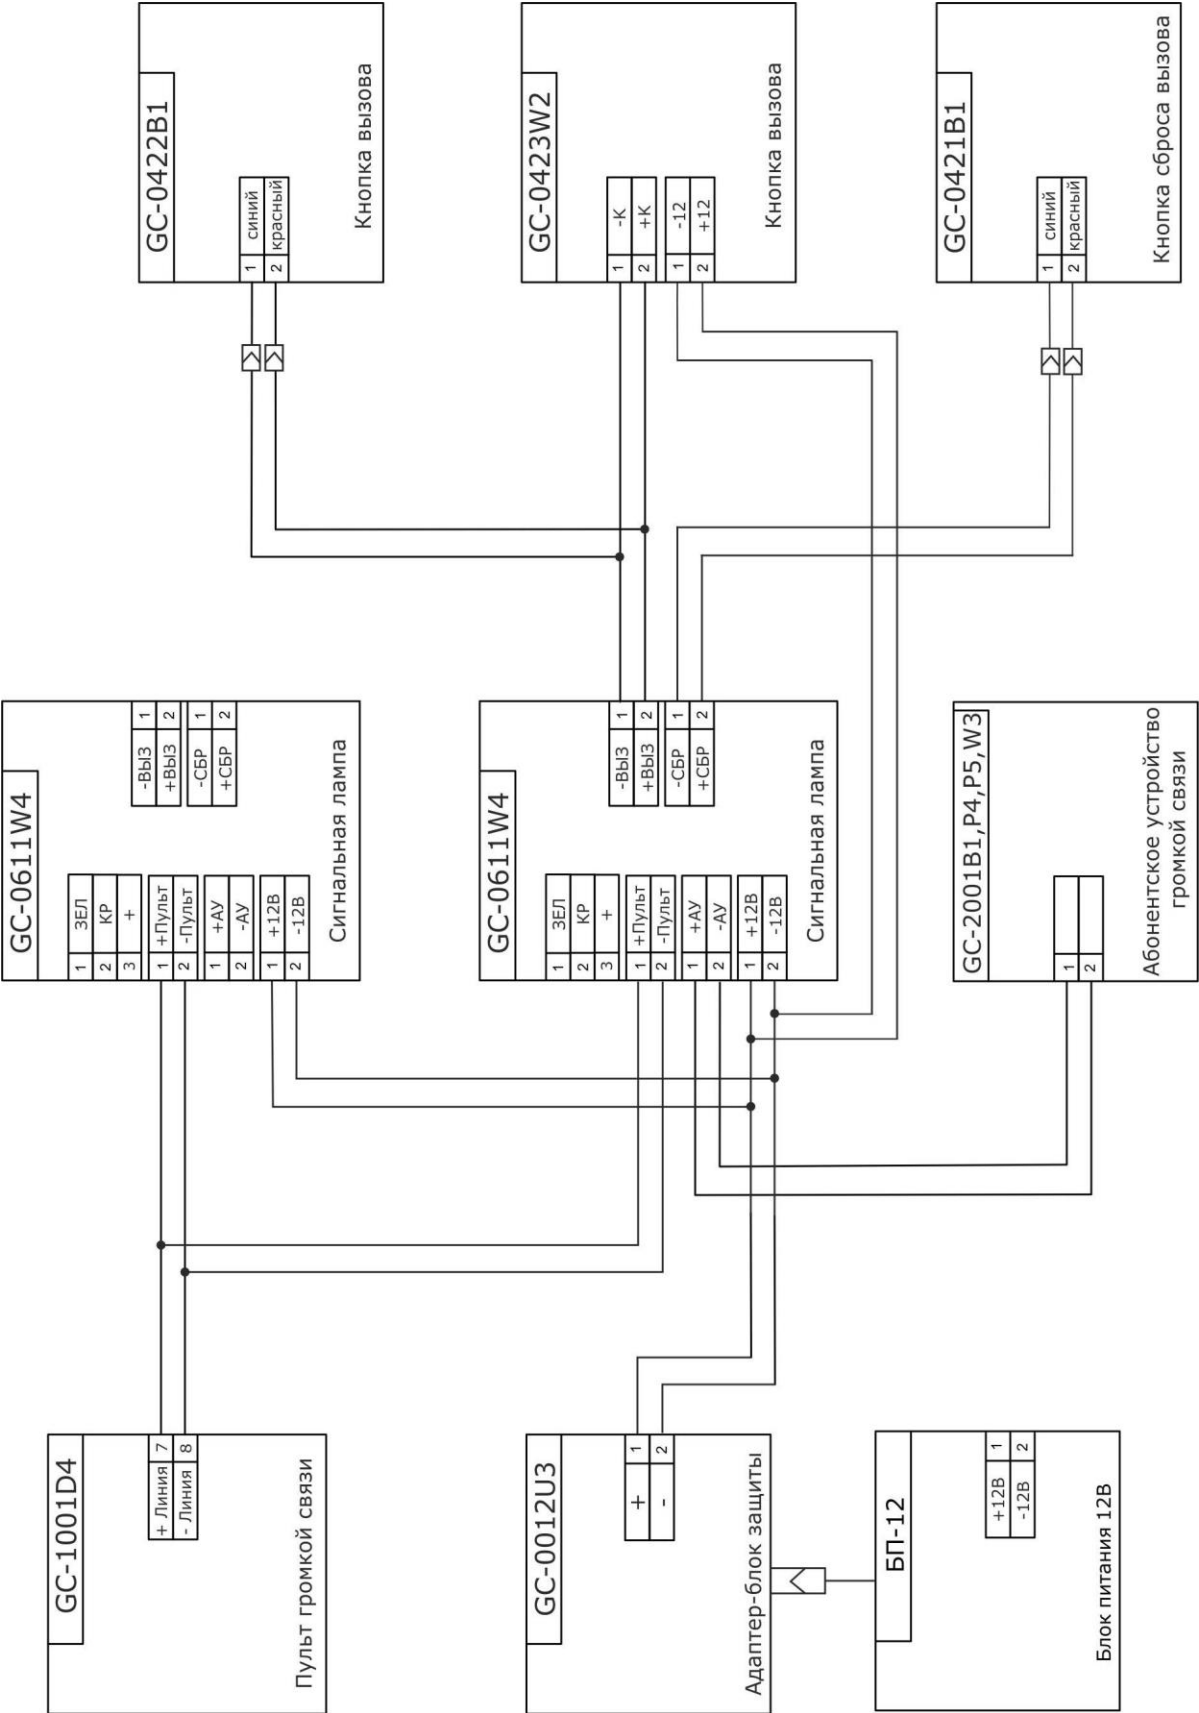 GC-1001D4
+ Линия 7
- Линия 8
Пульт громкой связи
GC-0611W4
1 ЗЕЛ
2 КР
3 +
1 +Пульт
2 -Пульт
1 +АУ
2 -АУ
1 +12В
2 -12В
-ВЫЗ 1
+ВЫЗ 2
-СБР 1
+СБР 2
Сигнальная лампа
GC-0422B1
1 синий
2 красный
Кнопка вызова
GC-0012U3
+ 1
- 2
Адаптер-блок защиты
GC-0611W4
1 ЗЕЛ
2 КР
3 +
1 +Пульт
2 -Пульт
1 +АУ
2 -АУ
1 +12В
2 -12В
-ВЫЗ 1
+ВЫЗ 2
-СБР 1
+СБР 2
Сигнальная лампа
GC-0423W2
1 -К
2 +К
1 -12
2 +12
Кнопка вызова
БП-12
+12В 1
-12В 2
Блок питания 12В
GC-2001B1,P4,P5,W3
1
2
Абонентское устройство
громкой связи
GC-0421B1
1 синий
2 красный
Кнопка сброса вызова